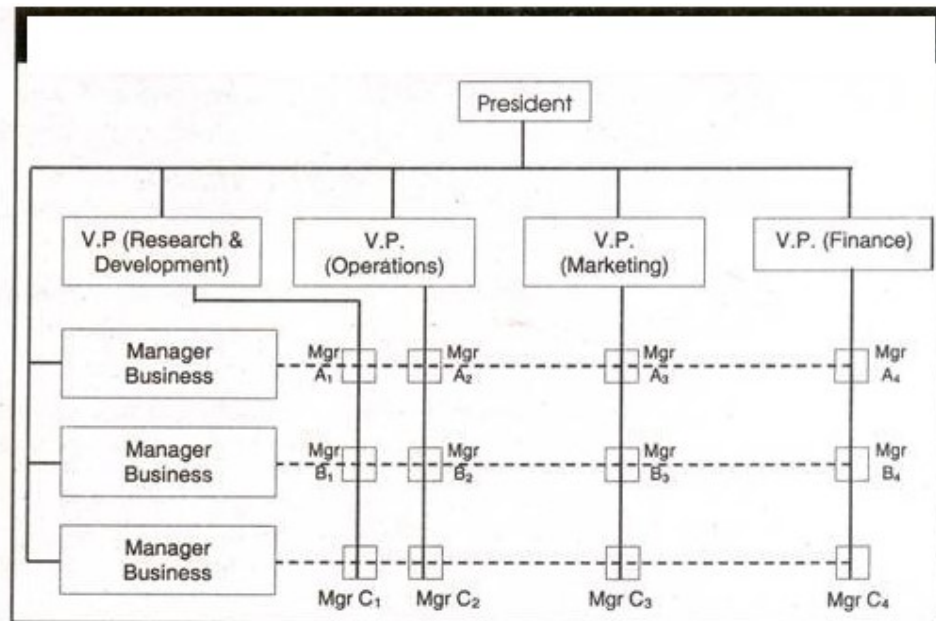 President
V.P (Research &
Development)
V.P.
(Operations)
V.P.
(Marketing)
V.P. (Finance)
Manager
Business
Mgr
A₁
Mgr
A₂
Mgr
A₃
Mgr
A₄
Manager
Business
Mgr
B₁
Mgr
B₂
Mgr
B₃
Mgr
B₄
Manager
Business
Mgr C₁
Mgr C₂
Mgr C₃
Mgr C₄